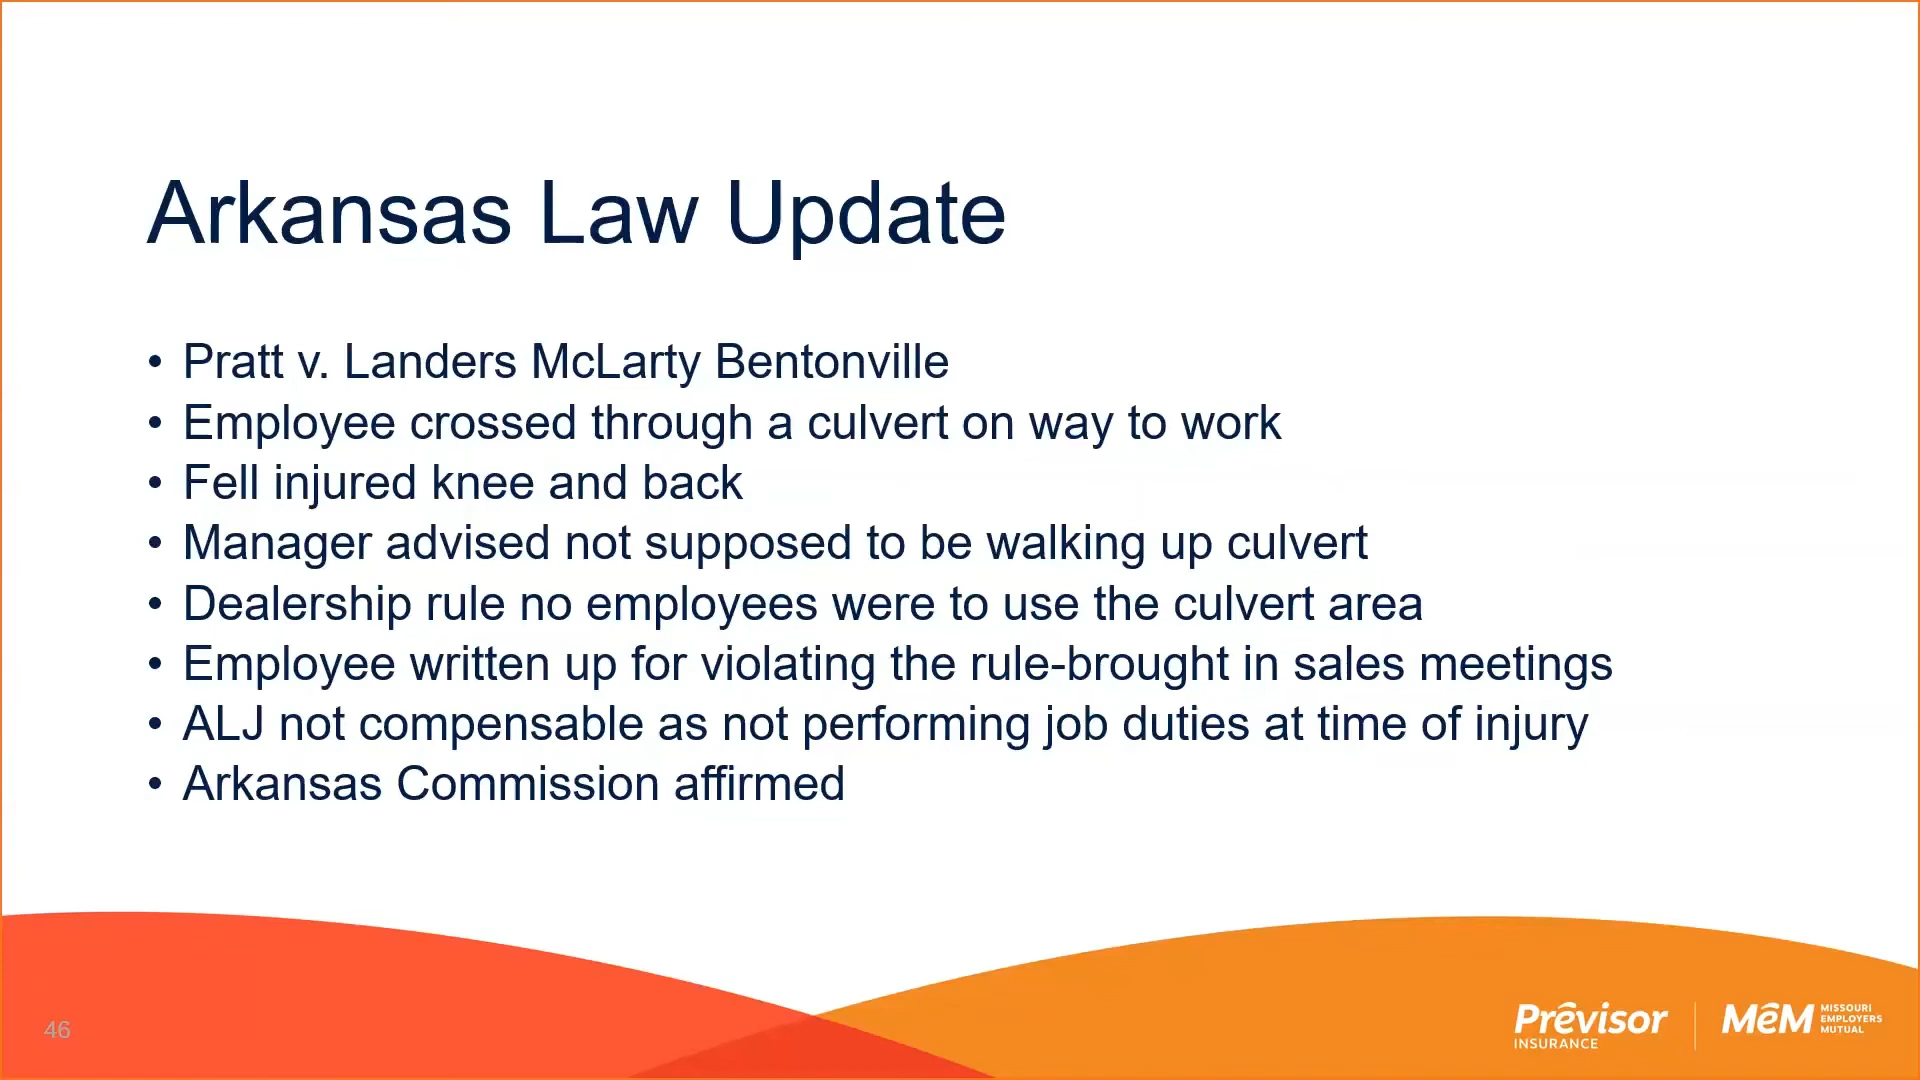 Arkansas Law Update
• Pratt v. Landers McLarty Bentonville
• Employee crossed through a culvert on way to work
• Fell injured knee and back
• Manager advised not supposed to be walking up culvert
• Dealership rule no employees were to use the culvert area
• Employee written up for violating the rule-brought in sales meetings
• ALJ not compensable as not performing job duties at time of injury
• Arkansas Commission affirmed
46
Prêvisor
INSURANCE
MêM
MISSOURI
EMPLOYERS
MUTUAL